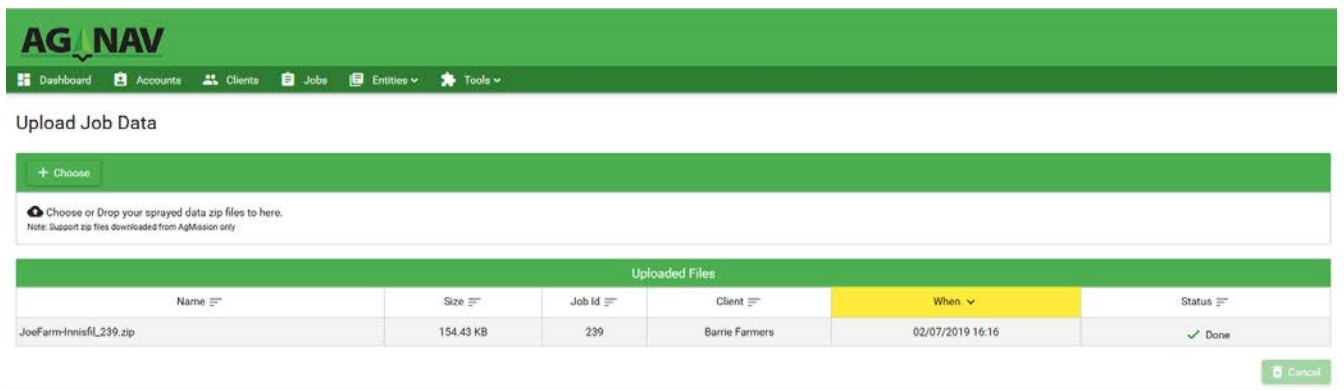 AG NAV
Dashboard Accounts Clients Jobs Entities Tools
Upload Job Data
+ Choose
Choose or Drop your sprayed data zip files to here.
Note: Support zip files downloaded from AgMission only
Uploaded Files
Name Size Job Id Client When Status
JoeFarm-Innisfil_239.zip 154.43 KB 239 Barrie Farmers 02/07/2019 16:16 Done
Cancel